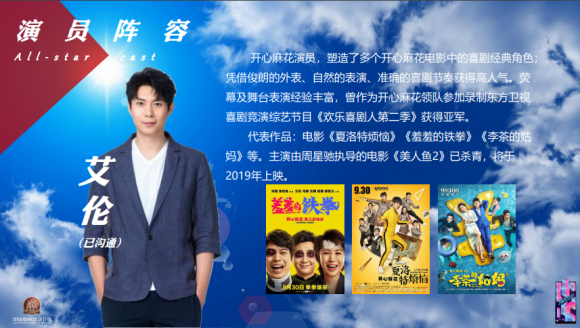 演员阵容
All-star cast
开心麻花演员，塑造了多个开心麻花电影中的喜剧经典角色；
凭借俊朗的外表、自然的表演、准确的喜剧节奏获得高人气。荧
幕及舞台表演经验丰富，曾作为开心麻花领队参加录制东方卫视
喜剧竞演综艺节目《欢乐喜剧人第二季》获得亚军。
代表作品：电影《夏洛特烦恼》《羞羞的铁拳》《李茶的姑
妈》等。主演由周星驰执导的电影《美人鱼2》已杀青，将于
2019年上映。
艾伦
（已沟通）
羞羞的铁拳
9月30日
9.30
开心麻花
夏洛特烦恼
9月30日
李茶的姑妈